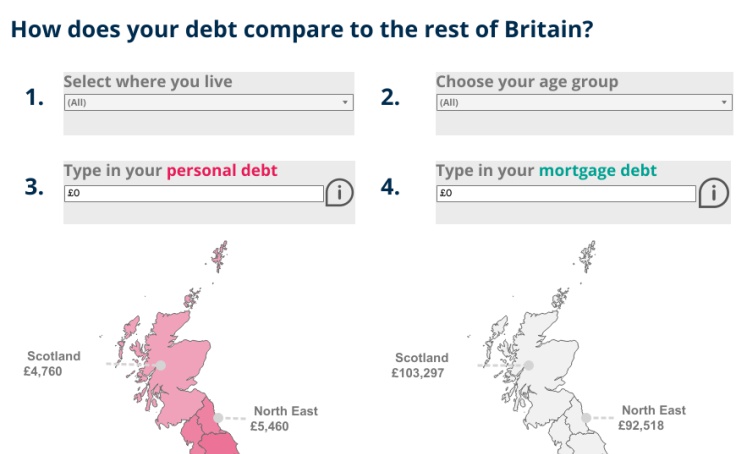 How does your debt compare to the rest of Britain?
1.
Select where you live
(All)
2.
Choose your age group
(All)
3.
Type in your personal debt
£0
i
4.
Type in your mortgage debt
£0
i
Scotland
£4,760
North East
£5,460
Scotland
£103,297
North East
£92,518